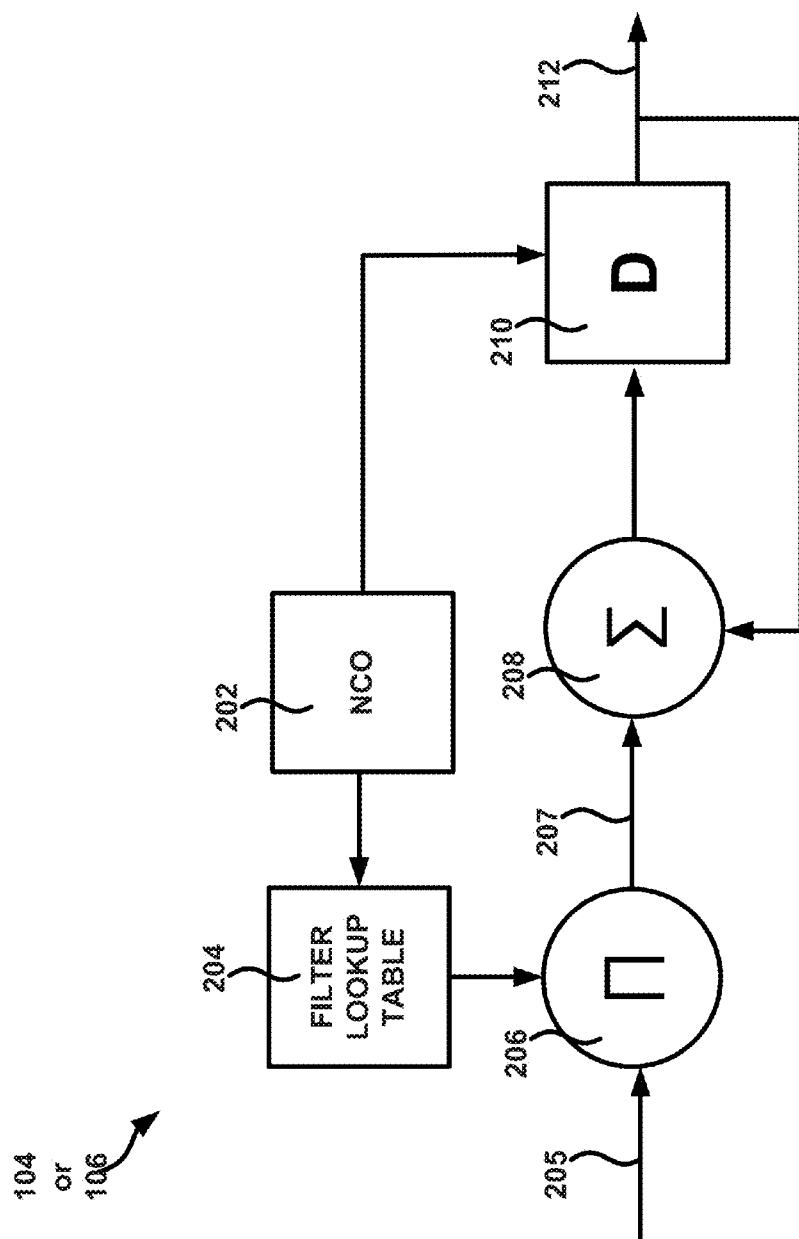 104
or
106
202
NCO
204
FILTER
LOOKUP
TABLE
205
206
Π
207
208
Σ
210
D
212